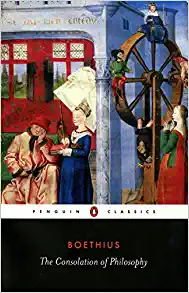 PENGUIN CLASSICS
BOETHIUS
The Consolation of Philosophy